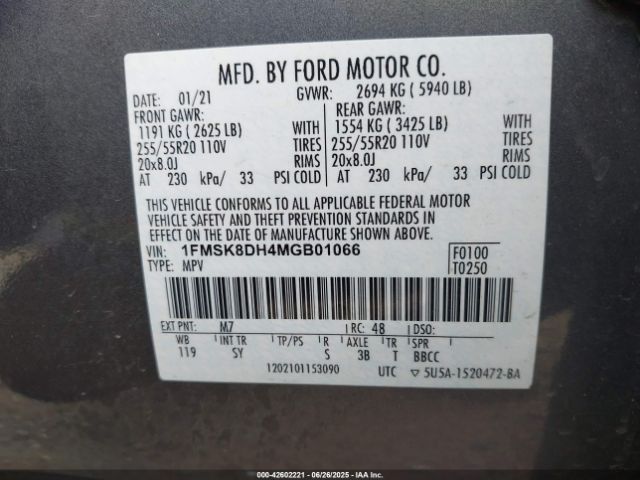 MFD. BY FORD MOTOR CO.
DATE: 01/21 GVWR: 2694 KG ( 5940 LB)
FRONT GAWR: REAR GAWR:
1191 KG ( 2625 LB) WITH 1554 KG ( 3425 LB) WITH
255/55R20 110V TIRES 255/55R20 110V TIRES
20x8.0J RIMS 20x8.0J RIMS
AT 230 kPa/ 33 PSI COLD AT 230 kPa/ 33 PSI COLD
THIS VEHICLE CONFORMS TO ALL APPLICABLE FEDERAL MOTOR
VEHICLE SAFETY AND THEFT PREVENTION STANDARDS IN
EFFECT ON THE DATE OF MANUFACTURE SHOWN ABOVE.
VIN: 1FMSK8DH4MGB01066 F0100
TYPE: MPV T0250
EXT PNT: M7 RC: 48 DSO:
WB INT TR TP/PS R AXLE TR SPR
119 SY S 3B T BBCC
1202101153090 UTC ▽ 5U5A-1520472-BA
000-42602221 | 06/26/2025 | IAAI.COM